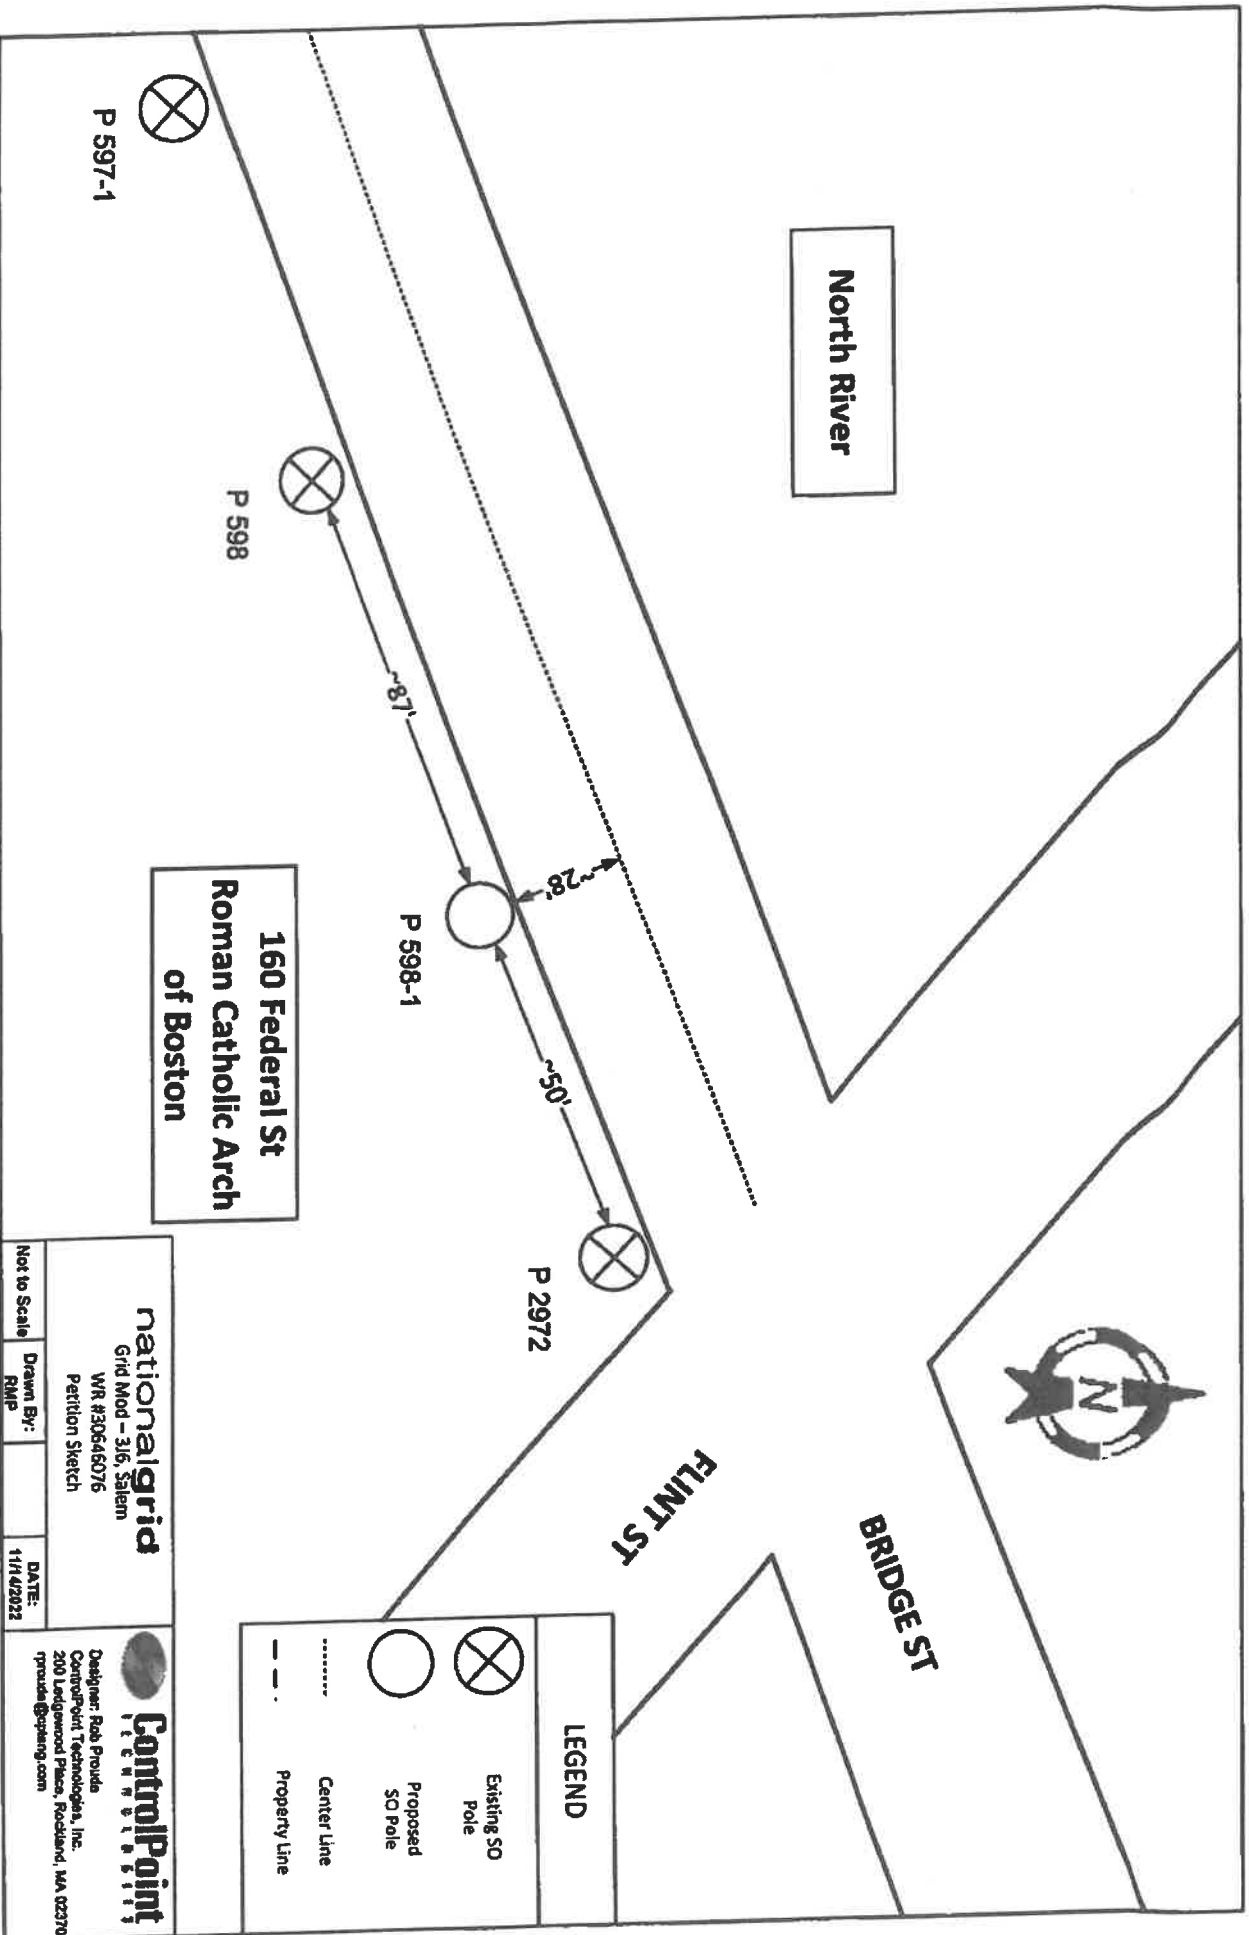 North River
P 597-1
P 598
~87'
P 598-1
~28'
~50'
P 2972
160 Federal St
Roman Catholic Arch
of Boston
N
FLINT ST
BRIDGE ST
LEGEND
Existing SO
Pole
Proposed
SO Pole
Center Line
Property Line
nationalgrid
Grid Mod – 3J6, Salem
WR #30646076
Petition Sketch
Not to Scale
Drawn By:
RMP
DATE:
11/14/2022
ControlPoint
TECHNOLOGIES
Designer: Rob Proude
ControlPoint Technologies, Inc.
200 Ledgewood Place, Rockland, MA 02370
rproude@cpteng.com